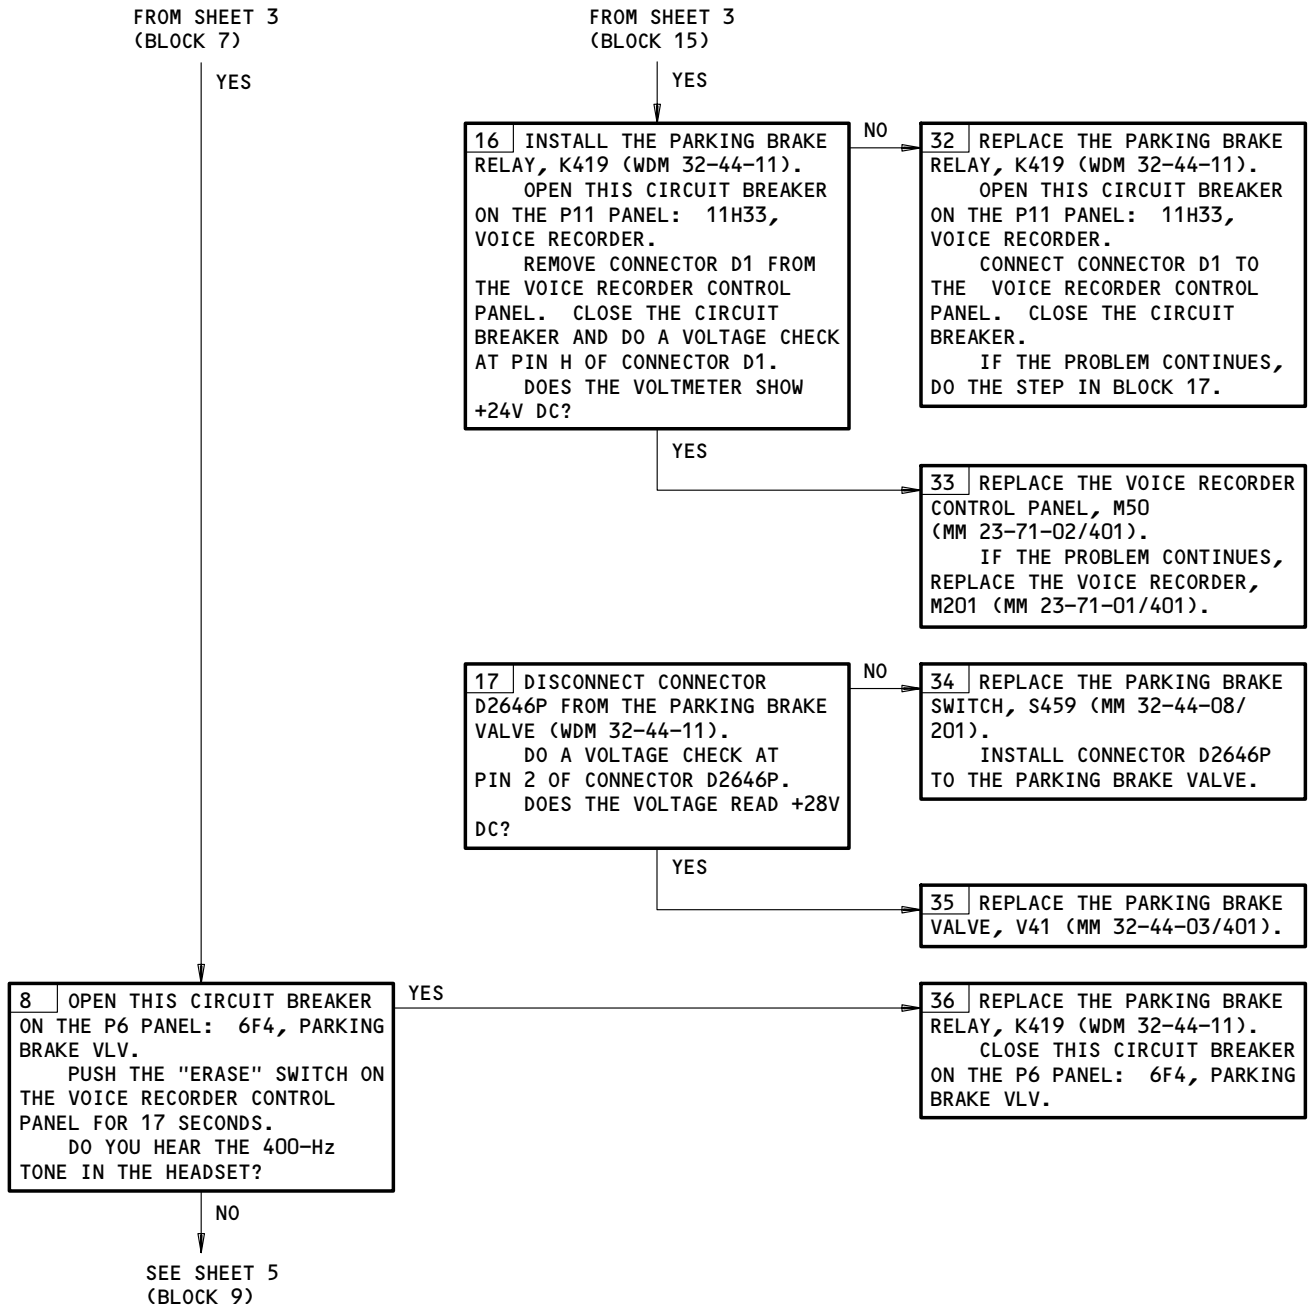 FROM SHEET 3
(BLOCK 7)
YES
FROM SHEET 3
(BLOCK 15)
YES
16 INSTALL THE PARKING BRAKE
RELAY, K419 (WDM 32-44-11).
OPEN THIS CIRCUIT BREAKER
ON THE P11 PANEL: 11H33,
VOICE RECORDER.
REMOVE CONNECTOR D1 FROM
THE VOICE RECORDER CONTROL
PANEL. CLOSE THE CIRCUIT
BREAKER AND DO A VOLTAGE CHECK
AT PIN H OF CONNECTOR D1.
DOES THE VOLTMETER SHOW
+24V DC?
NO
32 REPLACE THE PARKING BRAKE
RELAY, K419 (WDM 32-44-11).
OPEN THIS CIRCUIT BREAKER
ON THE P11 PANEL: 11H33,
VOICE RECORDER.
CONNECT CONNECTOR D1 TO
THE VOICE RECORDER CONTROL
PANEL. CLOSE THE CIRCUIT
BREAKER.
IF THE PROBLEM CONTINUES,
DO THE STEP IN BLOCK 17.
YES
33 REPLACE THE VOICE RECORDER
CONTROL PANEL, M50
(MM 23-71-02/401).
IF THE PROBLEM CONTINUES,
REPLACE THE VOICE RECORDER,
M201 (MM 23-71-01/401).
17 DISCONNECT CONNECTOR
D2646P FROM THE PARKING BRAKE
VALVE (WDM 32-44-11).
DO A VOLTAGE CHECK AT
PIN 2 OF CONNECTOR D2646P.
DOES THE VOLTAGE READ +28V
DC?
NO
34 REPLACE THE PARKING BRAKE
SWITCH, S459 (MM 32-44-08/
201).
INSTALL CONNECTOR D2646P
TO THE PARKING BRAKE VALVE.
YES
35 REPLACE THE PARKING BRAKE
VALVE, V41 (MM 32-44-03/401).
8 OPEN THIS CIRCUIT BREAKER
ON THE P6 PANEL: 6F4, PARKING
BRAKE VLV.
PUSH THE "ERASE" SWITCH ON
THE VOICE RECORDER CONTROL
PANEL FOR 17 SECONDS.
DO YOU HEAR THE 400-Hz
TONE IN THE HEADSET?
YES
36 REPLACE THE PARKING BRAKE
RELAY, K419 (WDM 32-44-11).
CLOSE THIS CIRCUIT BREAKER
ON THE P6 PANEL: 6F4, PARKING
BRAKE VLV.
NO
SEE SHEET 5
(BLOCK 9)